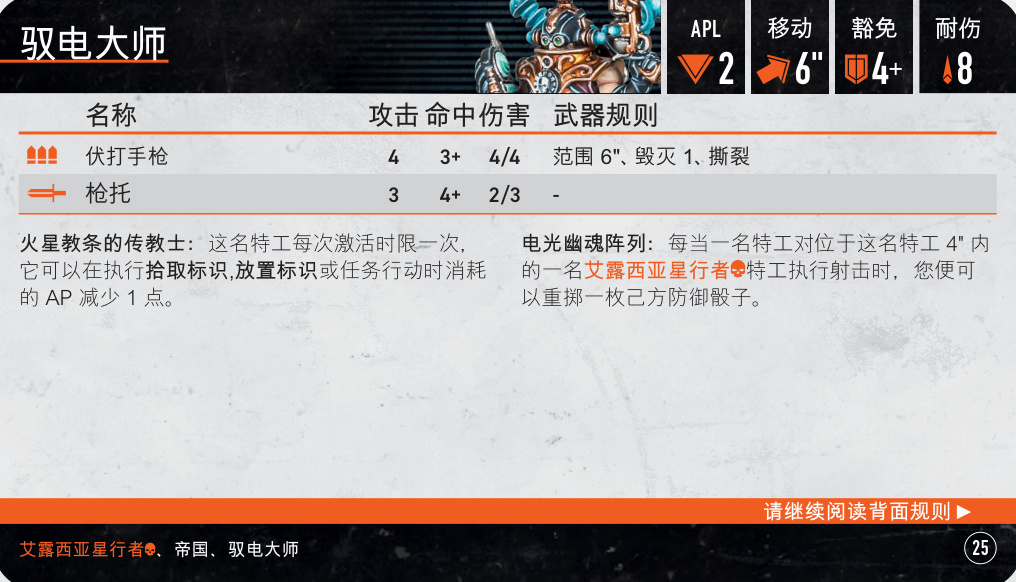 驭电大师
APL 移动 豁免 耐伤
2 6" 4+ 8
名称 攻击 命中 伤害 武器规则
伏打手枪 4 3+ 4/4 范围 6"、毁灭 1、撕裂
枪托 3 4+ 2/3 -
火星教条的传教士：这名特工每次激活时限一次，
它可以在执行拾取标识,放置标识或任务行动时消耗
的 AP 减少 1 点。
电光幽魂阵列：每当一名特工对位于这名特工 4" 内
的一名艾露西亚星行者特工执行射击时，您便可
以重掷一枚己方防御骰子。
请继续阅读背面规则
艾露西亚星行者、帝国、驭电大师
25